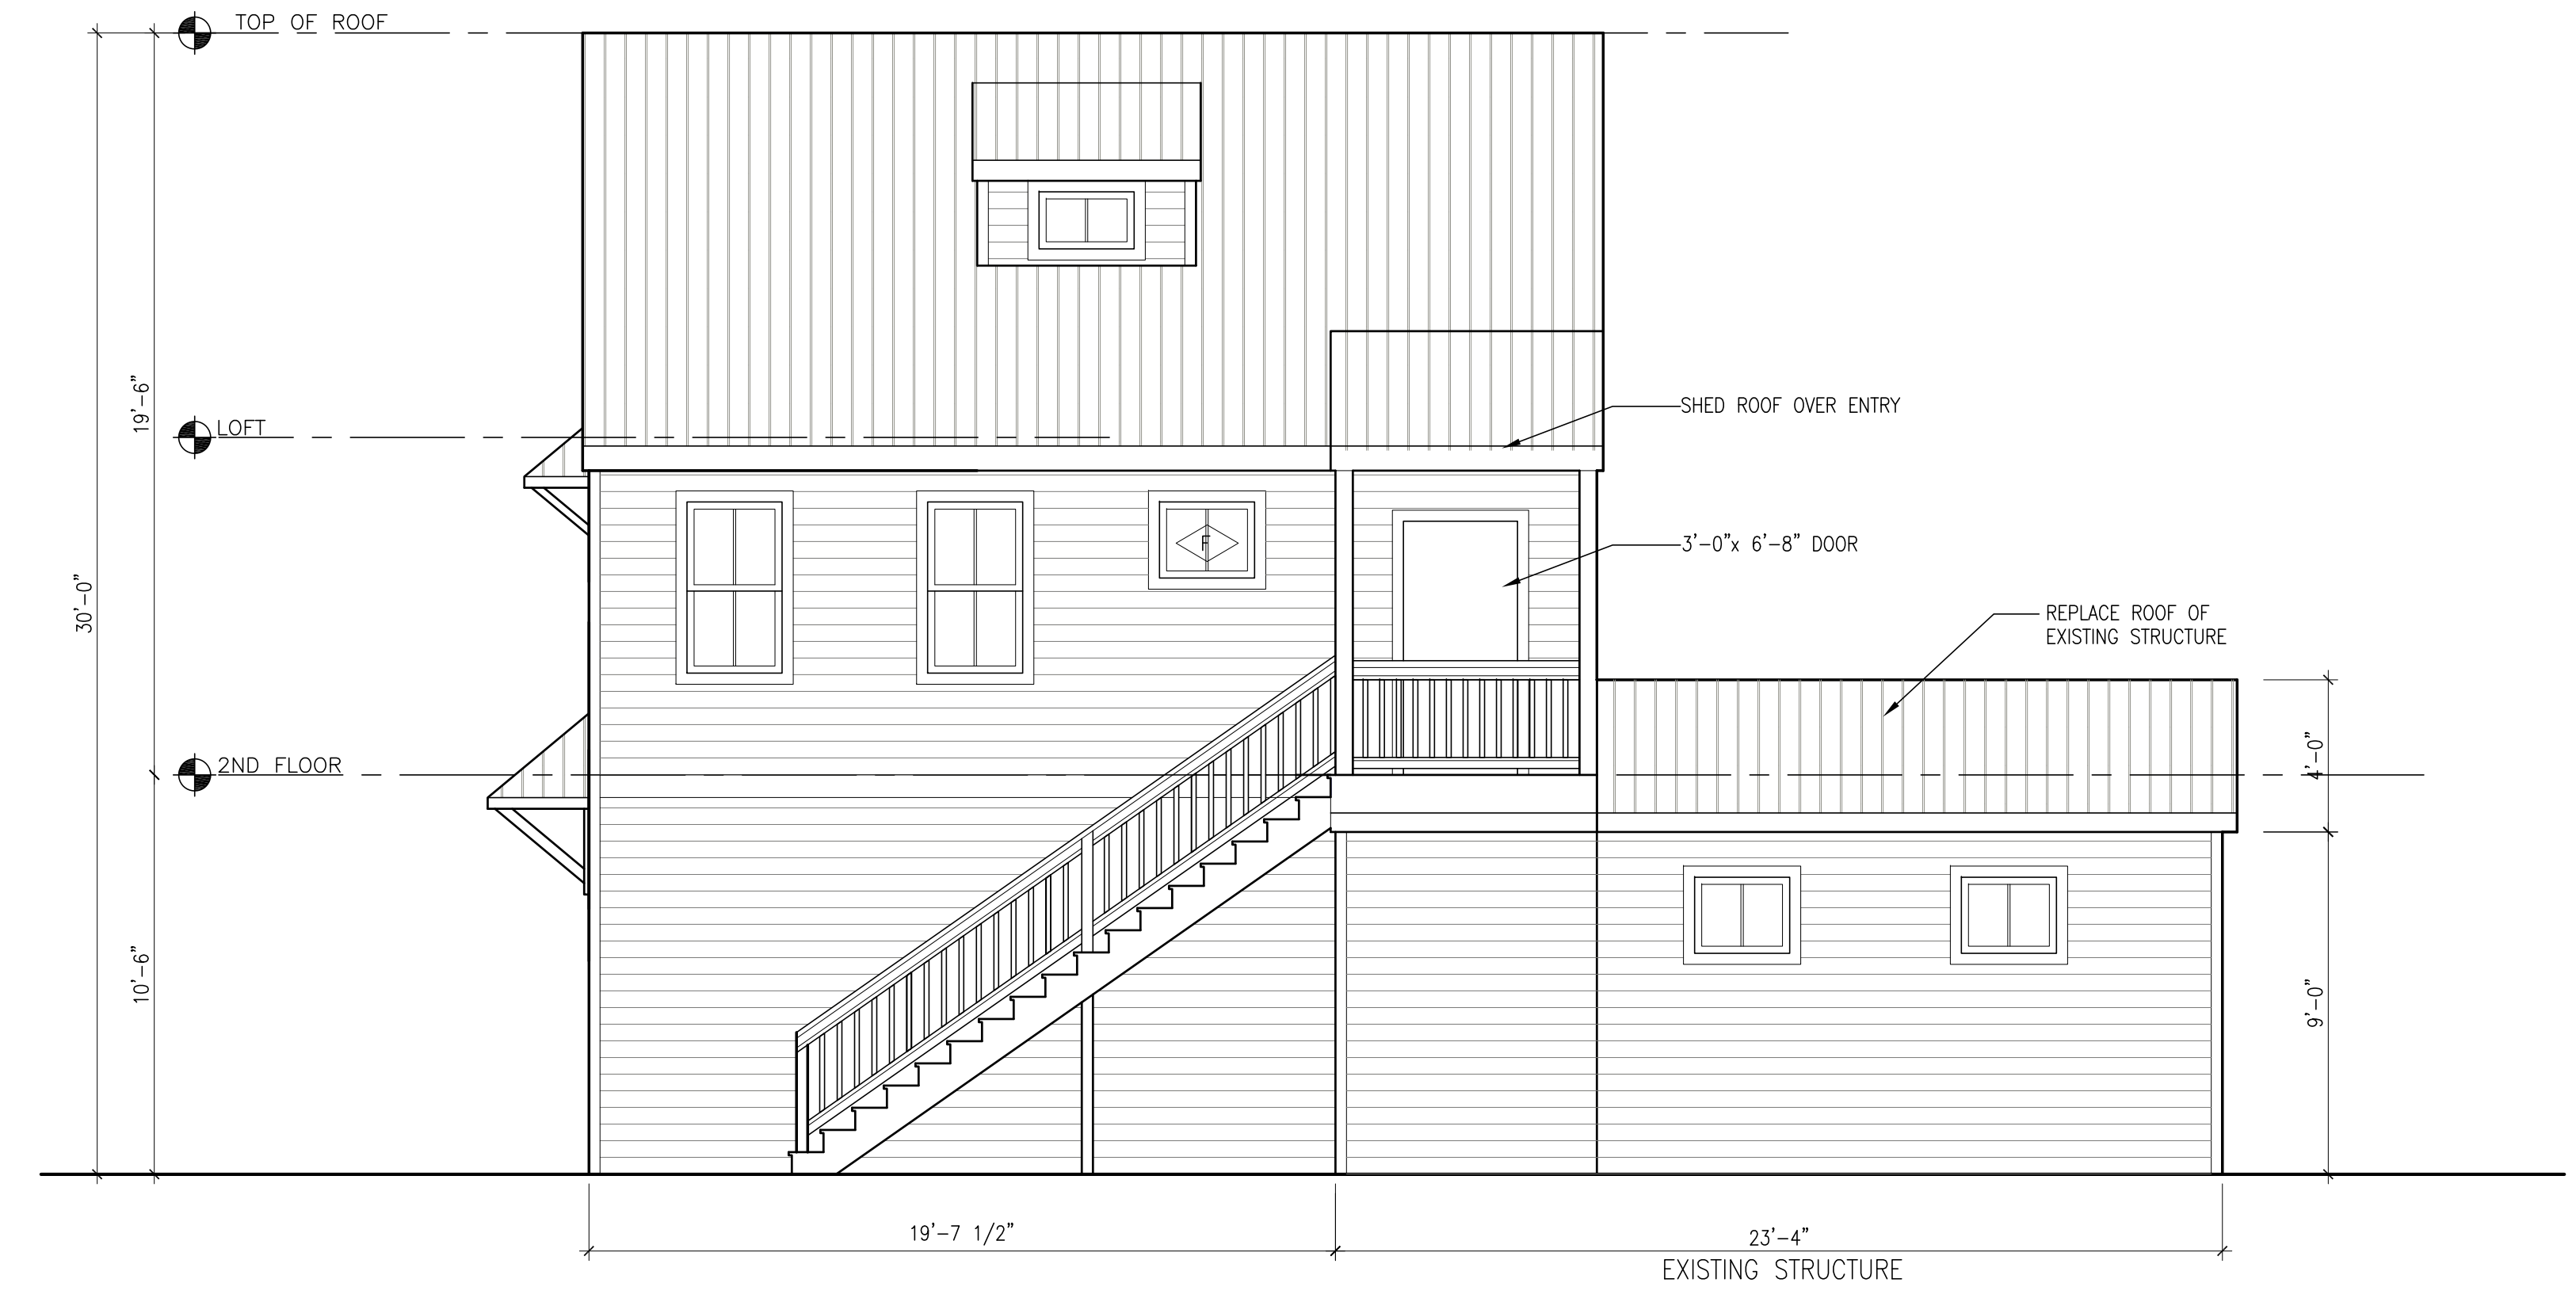 TOP OF ROOF
19'-6"
LOFT
SHED ROOF OVER ENTRY
F
3'-0"x 6'-8" DOOR
30'-0"
REPLACE ROOF OF
EXISTING STRUCTURE
2ND FLOOR
4'-0"
10'-6"
9'-0"
19'-7 1/2"
23'-4"
EXISTING STRUCTURE